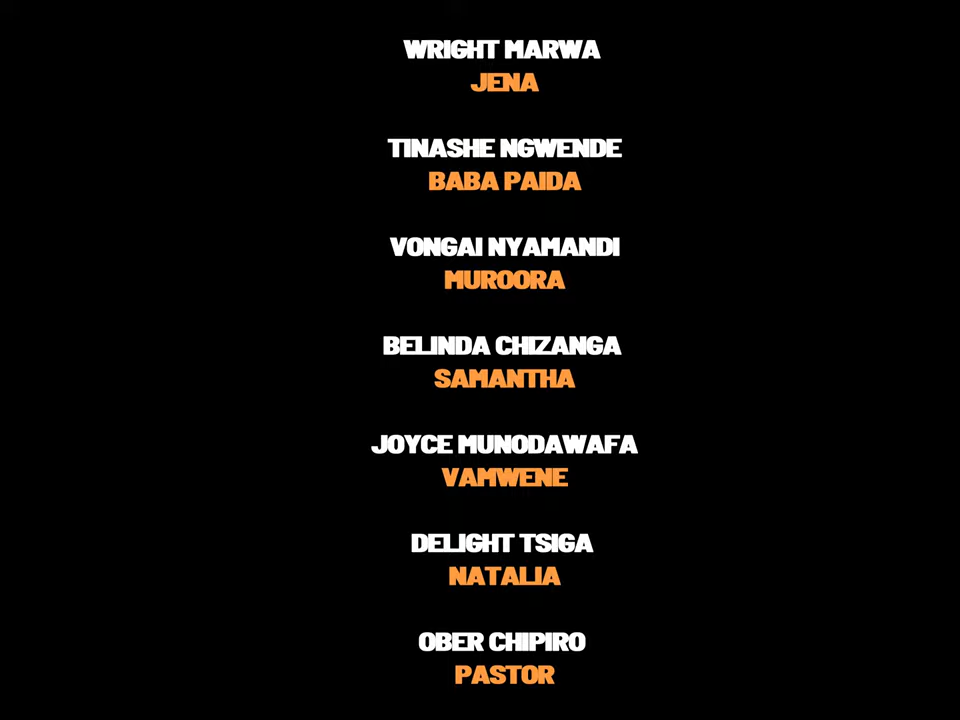 WRIGHT MARWA
JENA
TINASHE NGWENDE
BABA PAIDA
VONGAI NYAMANDI
MUROORA
BELINDA CHIZANGA
SAMANTHA
JOYCE MUNODAWAFA
VAMWENE
DELIGHT TSIGA
NATALIA
OBER CHIPIRO
PASTOR